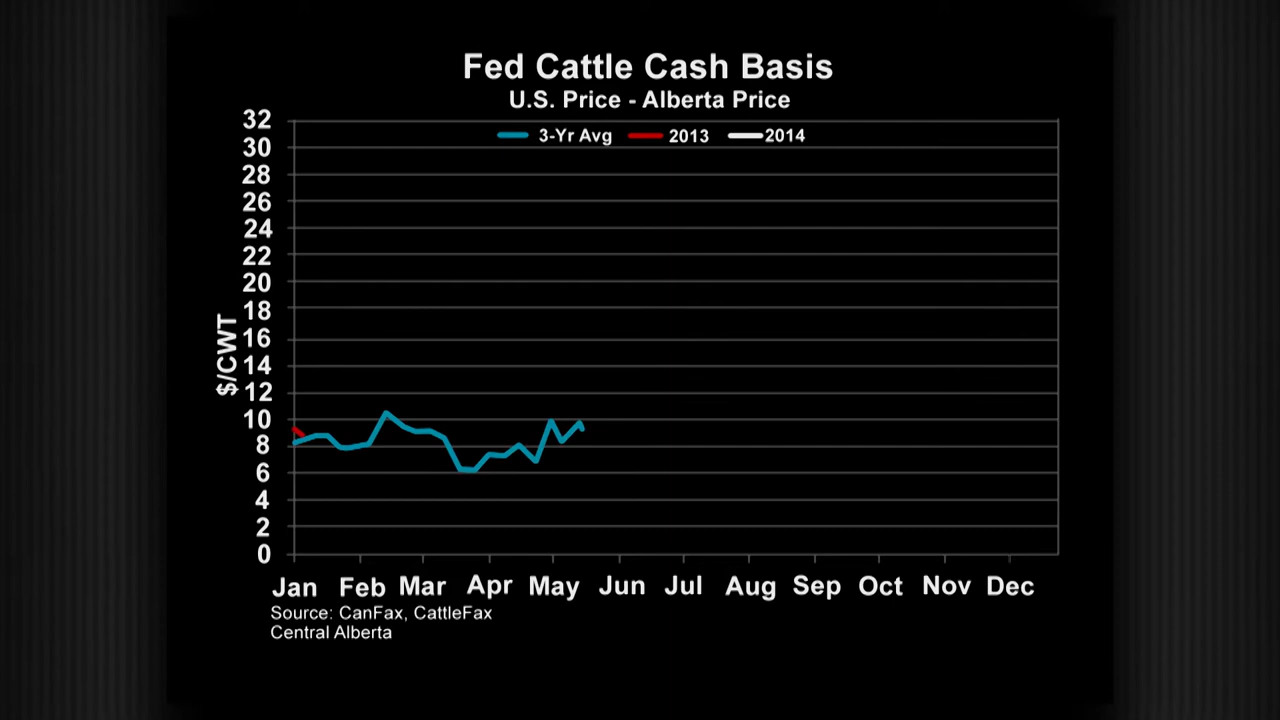 Fed Cattle Cash Basis
U.S. Price - Alberta Price
3-Yr Avg 2013 2014
32
30
28
26
24
22
20
18
16
14
12
10
8
6
4
2
0
$/CWT
Jan Feb Mar Apr May Jun Jul Aug Sep Oct Nov Dec
Source: CanFax, CattleFax
Central Alberta